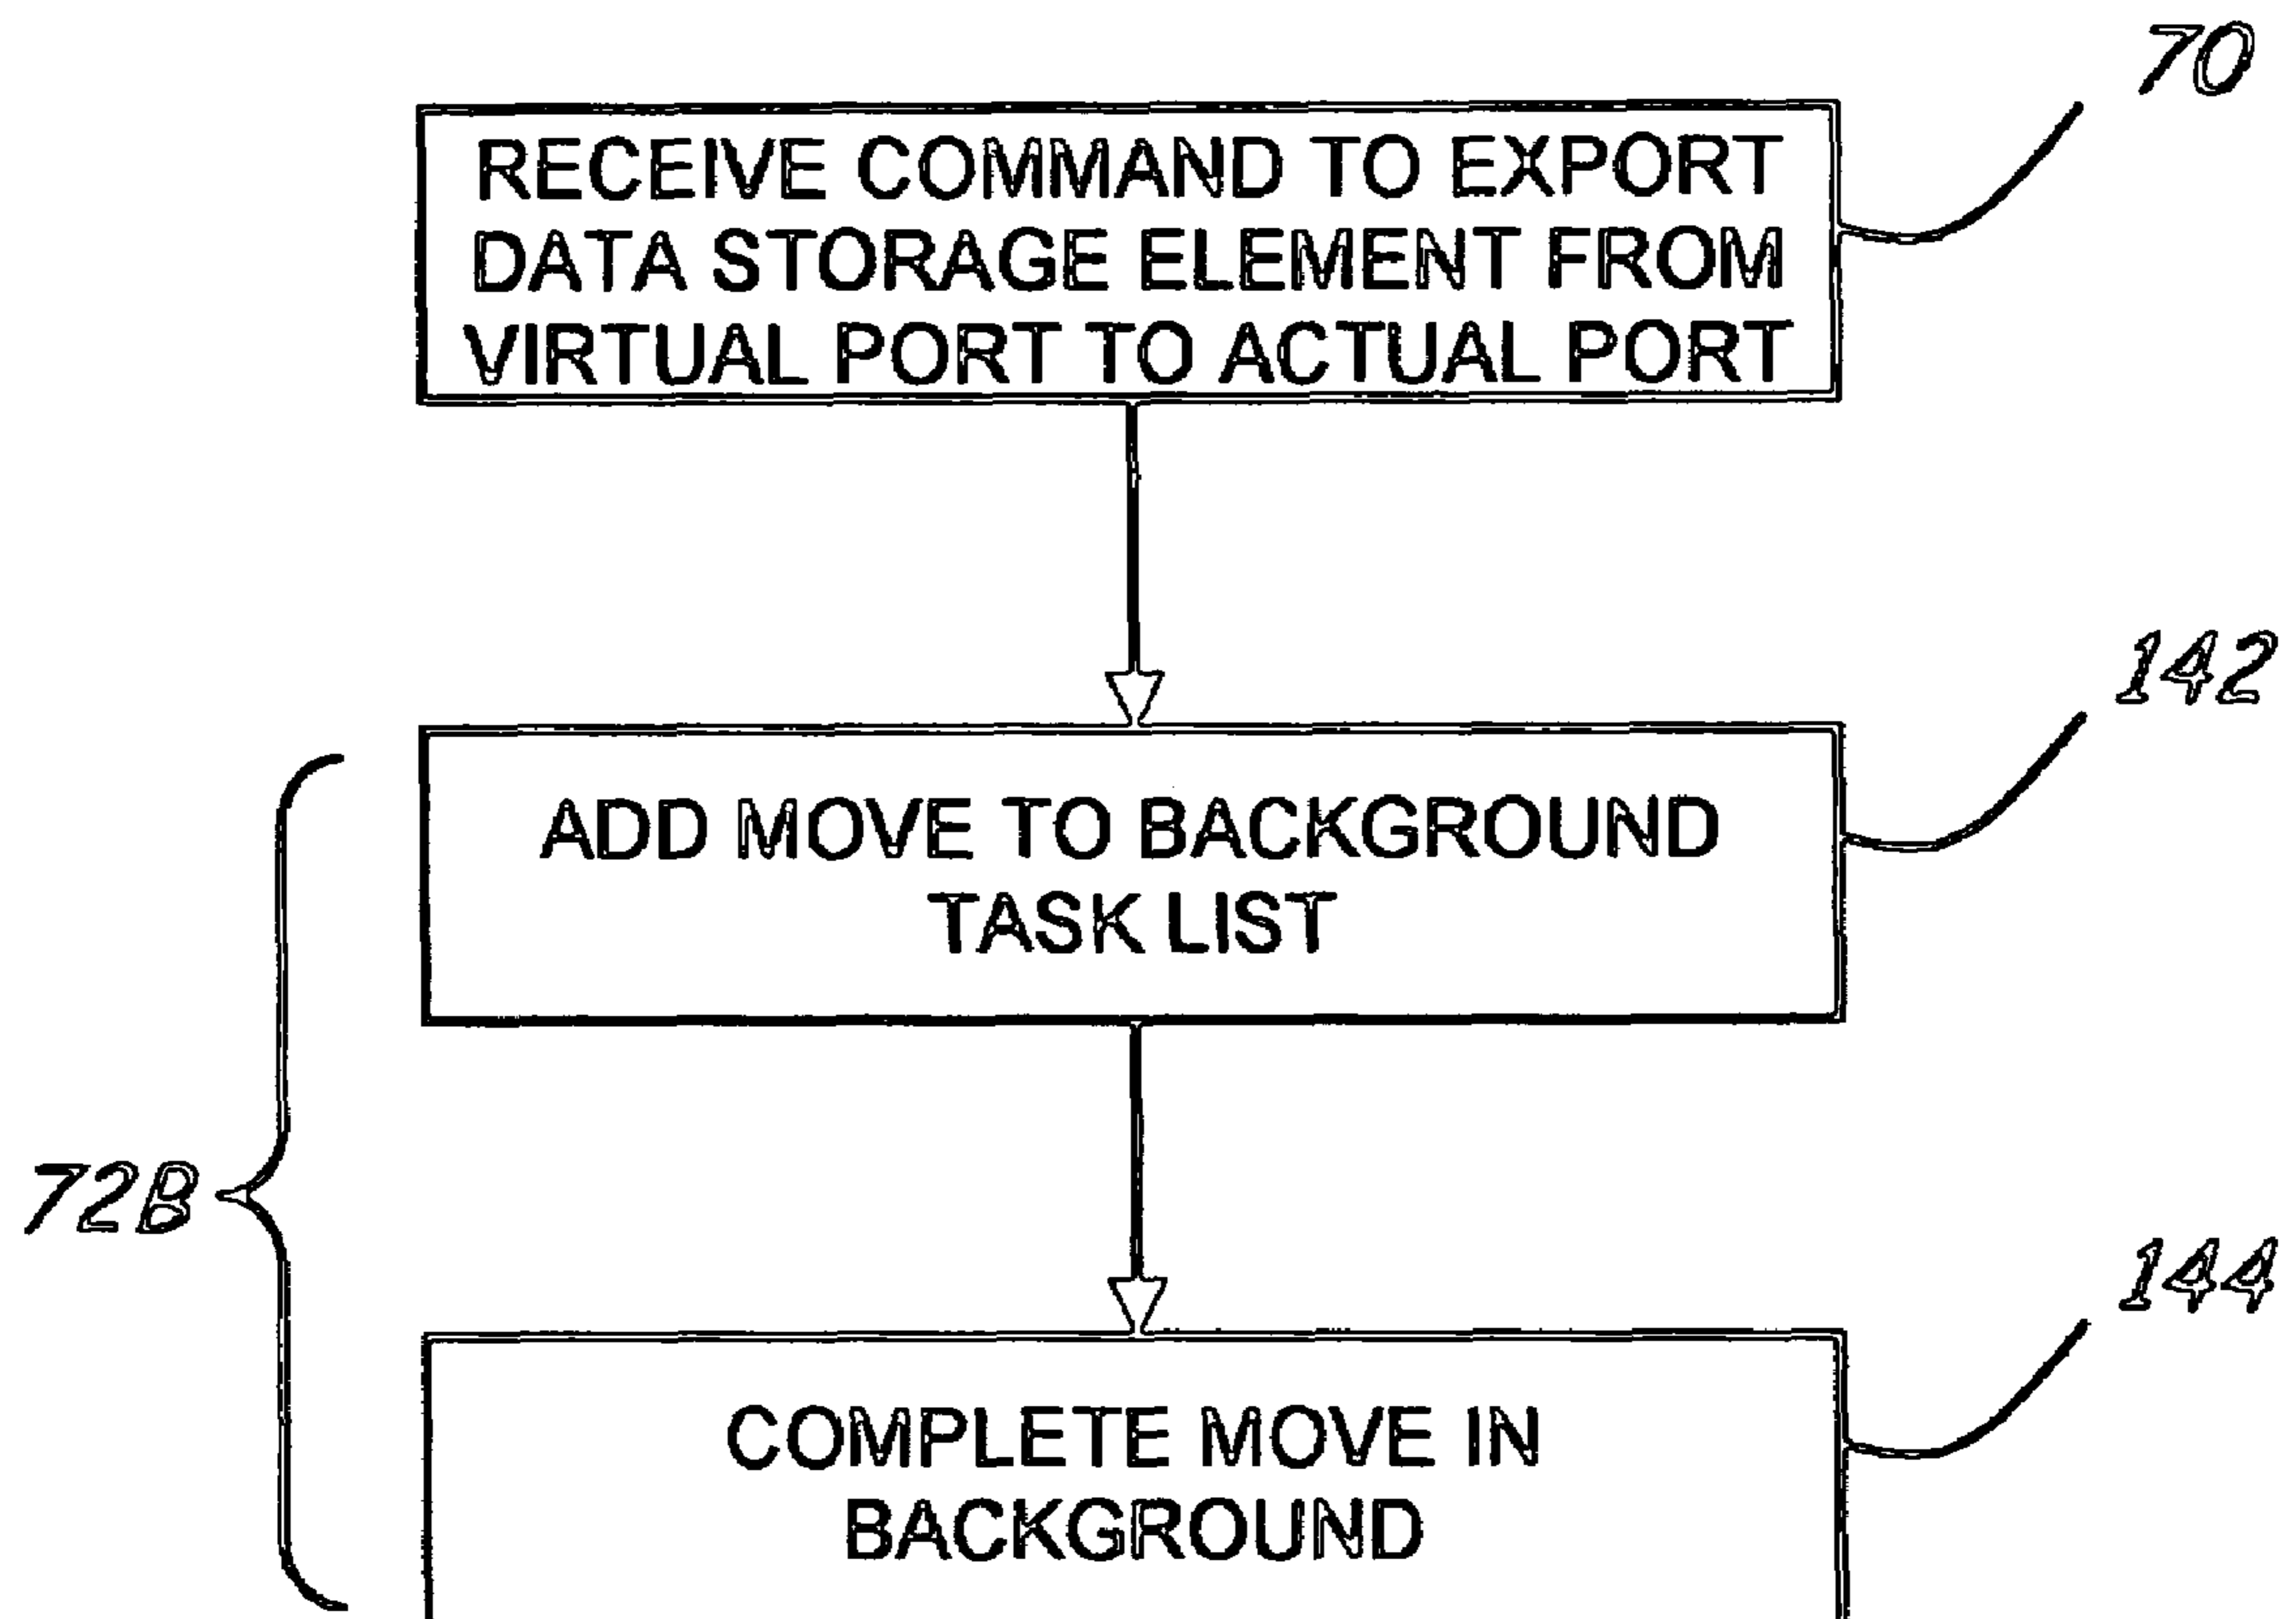 70
RECEIVE COMMAND TO EXPORT
DATA STORAGE ELEMENT FROM
VIRTUAL PORT TO ACTUAL PORT
142
ADD MOVE TO BACKGROUND
TASK LIST
72B
144
COMPLETE MOVE IN
BACKGROUND